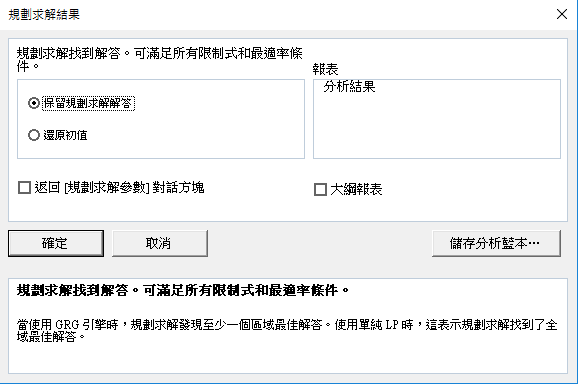 規劃求解結果
規劃求解找到解答。可滿足所有限制式和最適率條
件。
報表
分析結果
保留規劃求解解答
還原初值
返回 [規劃求解參數] 對話方塊
大綱報表
確定
取消
儲存分析藍本…
規劃求解找到解答。可滿足所有限制式和最適率條件。
當使用 GRG 引擎時，規劃求解發現至少一個區域最佳解答。使用單純 LP 時，這表示規劃求解找到了全
域最佳解答。